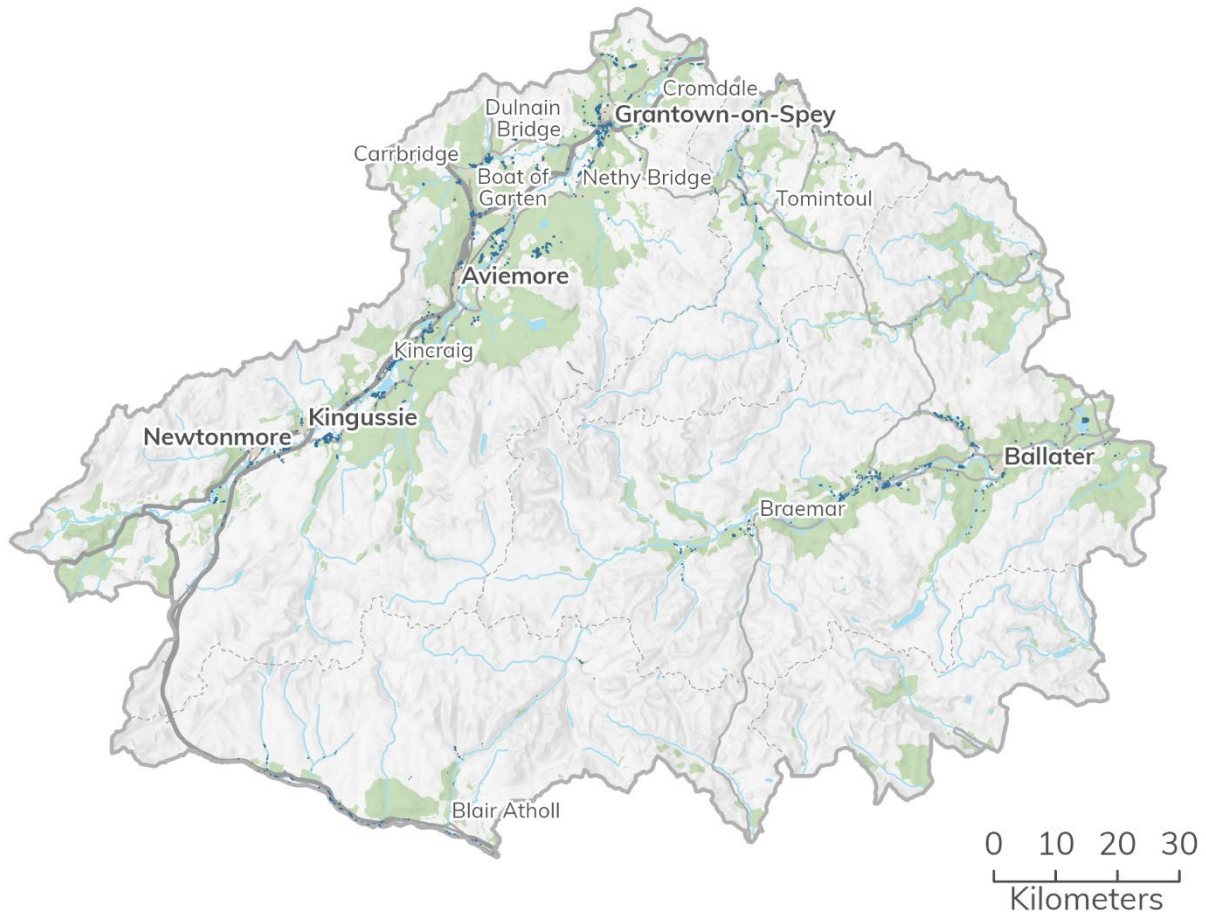 Cromdale
Grantown-on-Spey
Dulnain
Bridge
Carrbridge
Boat of
Garten
Nethy Bridge
Tomintoul
Aviemore
Kincraig
Kingussie
Newtonmore
Ballater
Braemar
Blair Atholl
0 10 20 30
Kilometers